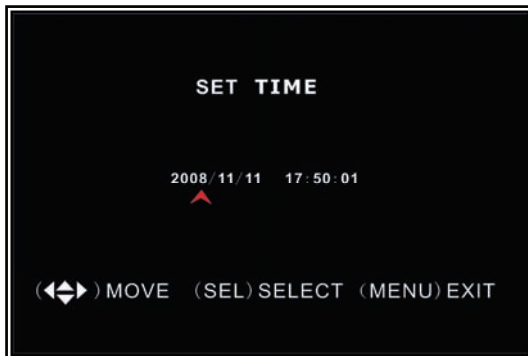 SET TIME
2008/11/11 17:50:01
(◀▲▼▶) MOVE (SEL) SELECT (MENU) EXIT